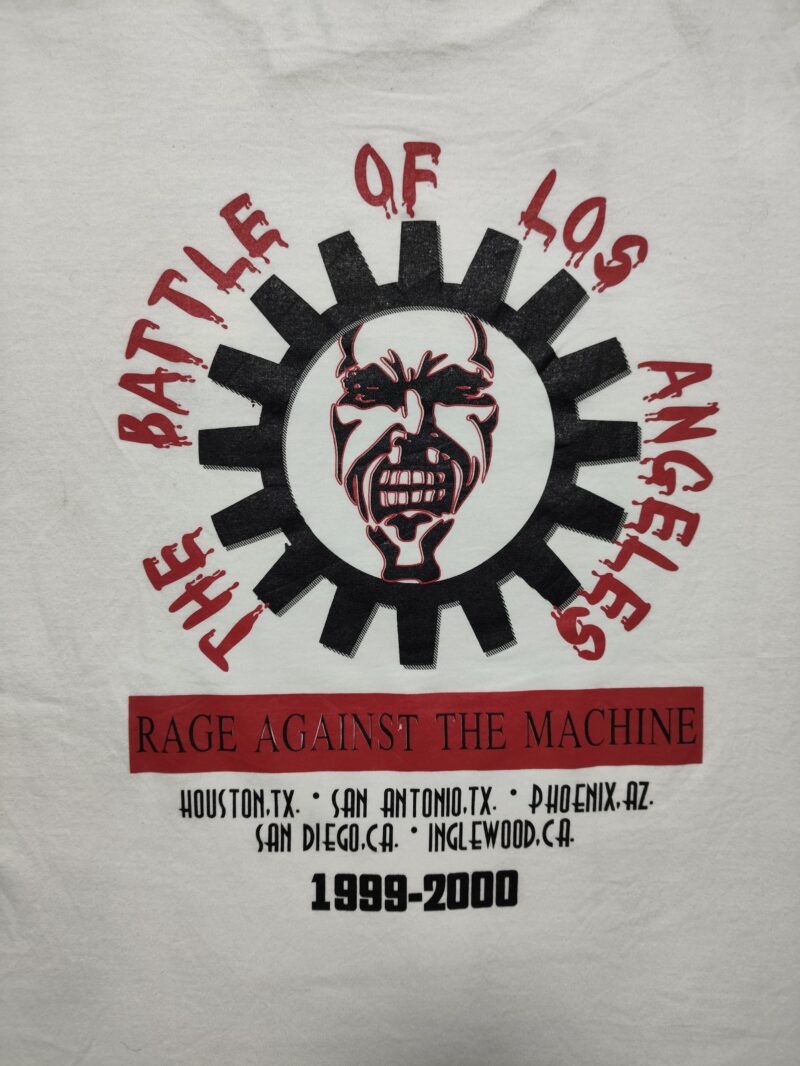 THE BATTLE OF LOS ANGELES
RAGE AGAINST THE MACHINE
HOUSTON,TX. • SAN ANTONIO,TX. • PHOENIX,AZ.
SAN DIEGO,CA. • INGLEWOOD,CA.
1999-2000